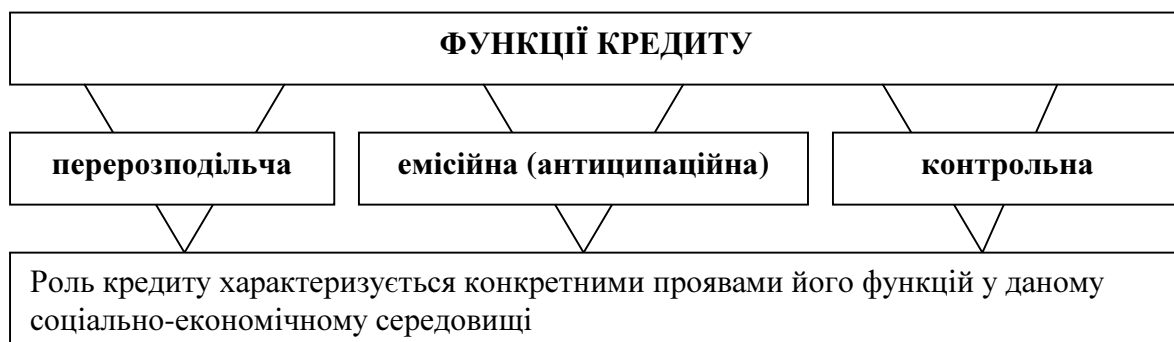 ФУНКЦІЇ КРЕДИТУ
перерозподільча
емісійна (антиципаційна)
контрольна
Роль кредиту характеризується конкретними проявами його функцій у даному
соціально-економічному середовищі